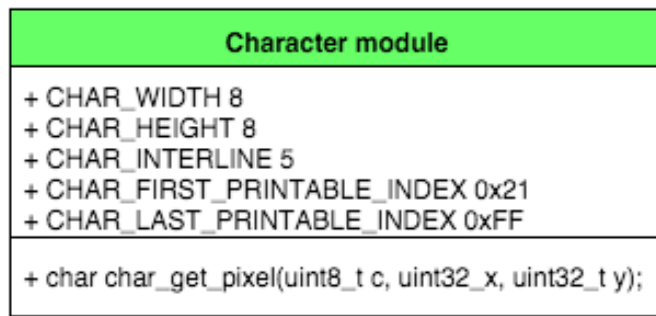 Character module
+ CHAR_WIDTH 8
+ CHAR_HEIGHT 8
+ CHAR_INTERLINE 5
+ CHAR_FIRST_PRINTABLE_INDEX 0x21
+ CHAR_LAST_PRINTABLE_INDEX 0xFF
+ char char_get_pixel(uint8_t c, uint32_x, uint32_t y);